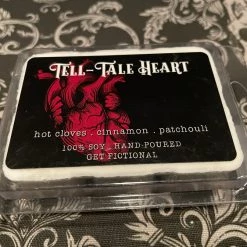 Tell-Tale Heart
hot cloves . cinnamon . patchouli
100% SOY . HAND-POURED
GET FICTIONAL